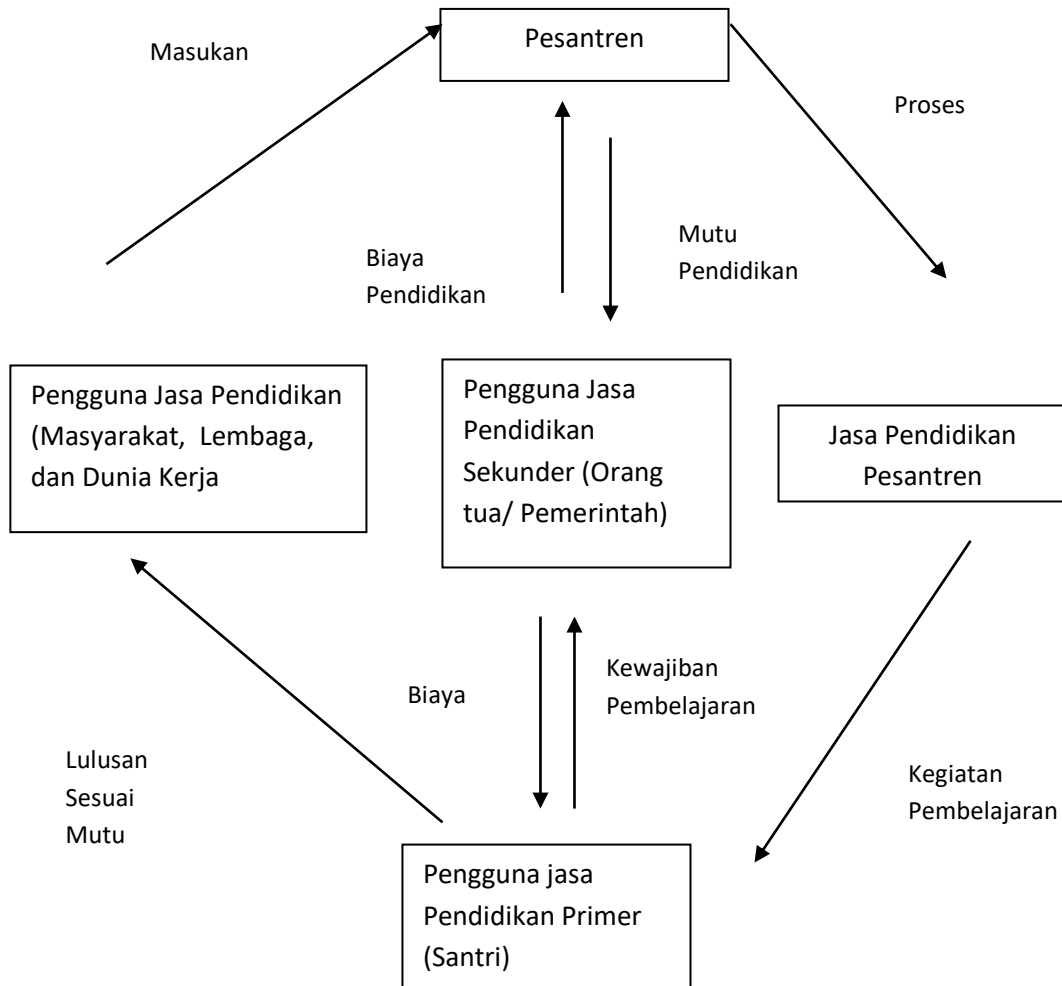 Pesantren
Masukan
Proses
Biaya
Pendidikan
Mutu
Pendidikan
Pengguna Jasa Pendidikan
(Masyarakat, Lembaga,
dan Dunia Kerja
Pengguna Jasa
Pendidikan
Sekunder (Orang
tua/ Pemerintah)
Jasa Pendidikan
Pesantren
Biaya
Kewajiban
Pembelajaran
Lulusan
Sesuai
Mutu
Kegiatan
Pembelajaran
Pengguna jasa
Pendidikan Primer
(Santri)